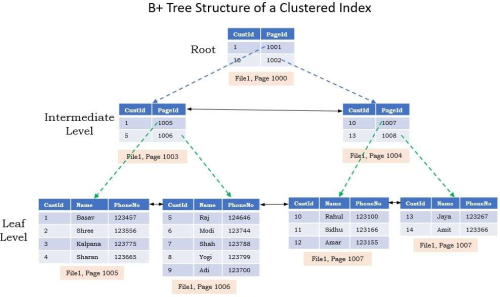 B+ Tree Structure of a Clustered Index
Root
CustId PageId
1 1001
10 1002
File1, Page 1000
Intermediate
Level
CustId PageId
1 1005
5 1006
File1, Page 1003
CustId PageId
10 1007
13 1008
File1, Page 1004
Leaf
Level
CustId Name PhoneNo
1 Basav 123457
2 Shree 123556
3 Kalpana 123775
4 Sharan 123665
File1, Page 1005
CustId Name PhoneNo
5 Raj 124646
6 Modi 123744
7 Shah 123788
8 Yogi 123799
9 Adi 123700
File1, Page 1006
CustId Name PhoneNo
10 Rahul 123100
11 Sidhu 123166
12 Amar 123155
File1, Page 1007
CustId Name PhoneNo
13 Jaya 123267
14 Amit 123366
File1, Page 1007